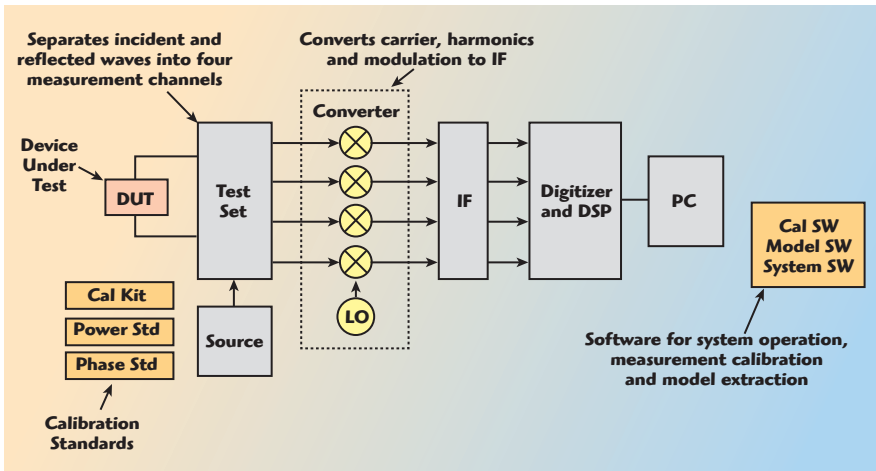 Separates incident and
reflected waves into four
measurement channels
Converts carrier, harmonics
and modulation to IF
Converter
Device
Under
Test
DUT
Test
Set
IF
Digitizer
and DSP
PC
Cal SW
Model SW
System SW
Cal Kit
Power Std
Phase Std
Source
LO
Software for system operation,
measurement calibration
and model extraction
Calibration
Standards